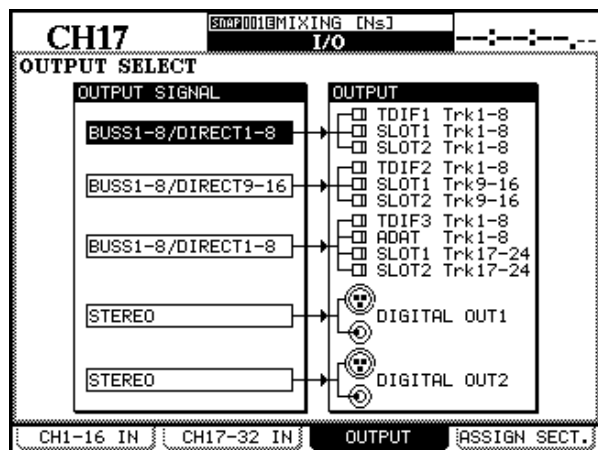 CH17
SNAP001 MIXING [Ns]
I/O
--:--:--.--
OUTPUT SELECT
OUTPUT SIGNAL
OUTPUT
BUSS1-8/DIRECT1-8
TDIF1 Trk1-8
SLOT1 Trk1-8
SLOT2 Trk1-8
BUSS1-8/DIRECT9-16
TDIF2 Trk1-8
SLOT1 Trk9-16
SLOT2 Trk9-16
BUSS1-8/DIRECT1-8
TDIF3 Trk1-8
ADAT Trk1-8
SLOT1 Trk17-24
SLOT2 Trk17-24
STEREO
DIGITAL OUT1
STEREO
DIGITAL OUT2
CH1-16 IN
CH17-32 IN
OUTPUT
ASSIGN SECT.